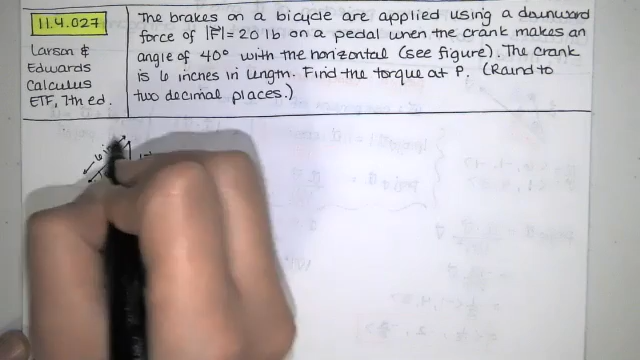 11.4.027
Larson &
Edwards
Calculus
ETF, 7th ed.
The brakes on a bicycle are applied using a downward
force of |F|= 20 lb on a pedal when the crank makes an
angle of 40° with the horizontal (see figure). The crank
is 6 inches in length. Find the torque at P. (Round to
two decimal places.)
6